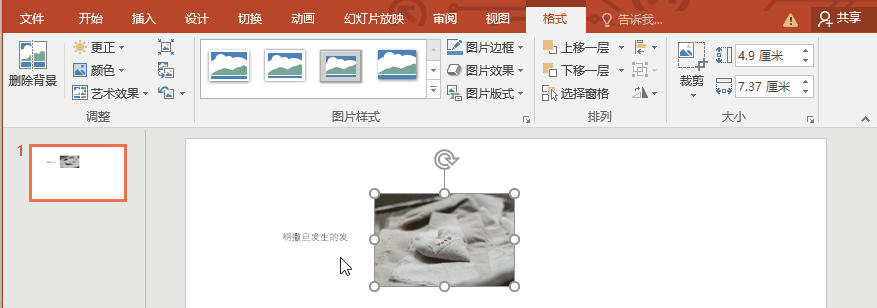 文件 开始 插入 设计 切换 动画 幻灯片放映 审阅 视图 格式 告诉我... 共享
删除背景
更正
颜色
艺术效果
调整
图片样式
图片边框
图片效果
图片版式
上移一层
下移一层
选择窗格
排列
裁剪
4.9 厘米
7.37 厘米
大小
1
啊撒旦发生的发